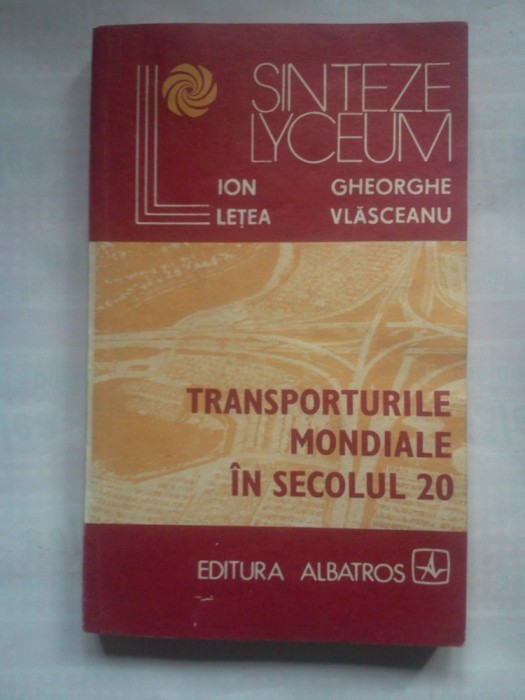 SINTEZE
LYCEUM
ION LEȚEA
GHEORGHE VLĂSCEANU
TRANSPORTURILE
MONDIALE
ÎN SECOLUL 20
EDITURA ALBATROS